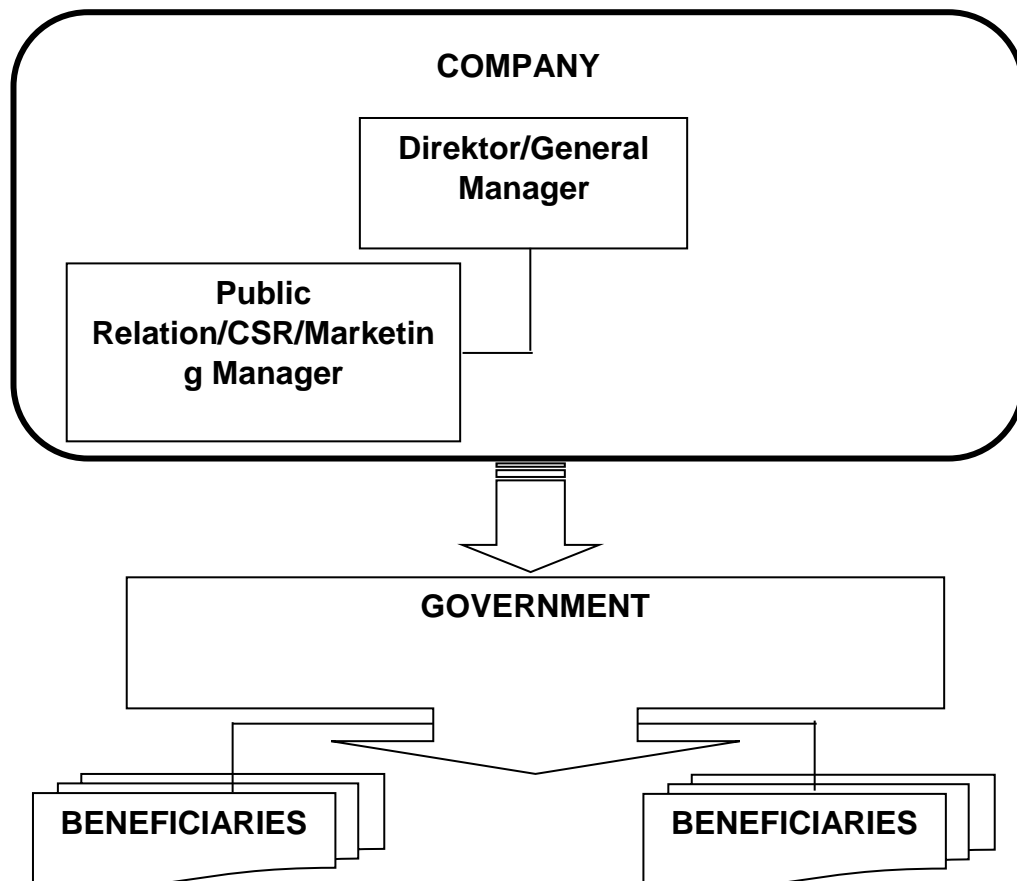 COMPANY
Direktor/General
Manager
Public
Relation/CSR/Marketin
g Manager
GOVERNMENT
BENEFICIARIES
BENEFICIARIES